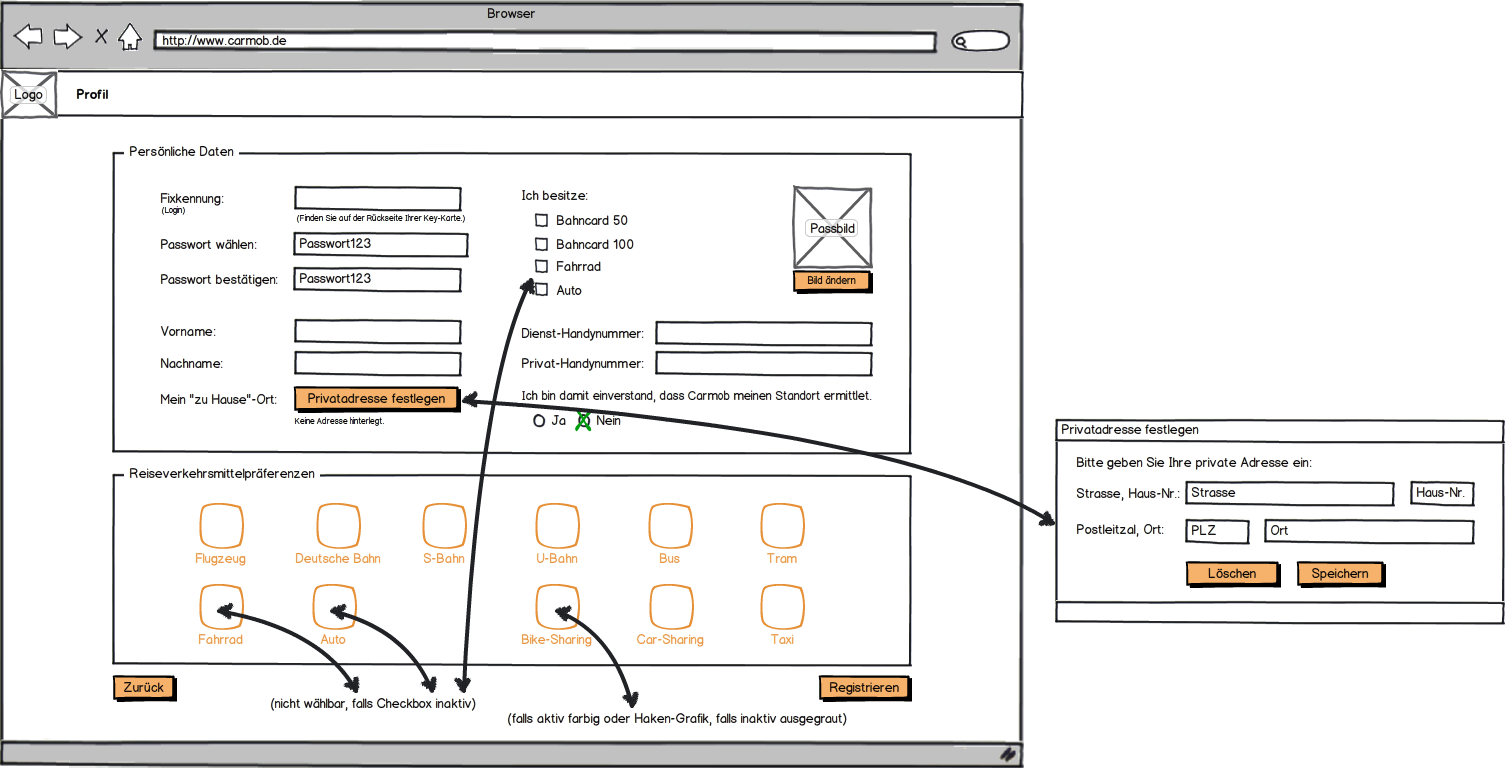 Browser
http://www.carmob.de
Logo
Profil
Persönliche Daten
Fixkennung:
(Login)
(Finden Sie auf der Rückseite Ihrer Key-Karte.)
Passwort wählen:
Passwort123
Passwort bestätigen:
Passwort123
Vorname:
Nachname:
Mein "zu Hause"-Ort:
Privatadresse festlegen
Keine Adresse hinterlegt.
Ich besitze:
Bahncard 50
Bahncard 100
Fahrrad
Auto
Passbild
Bild ändern
Dienst-Handynummer:
Privat-Handynummer:
Ich bin damit einverstand, dass Carmob meinen Standort ermittlet.
Ja
Nein
Reiseverkehrsmittelpräferenzen
Flugzeug
Deutsche Bahn
S-Bahn
U-Bahn
Bus
Tram
Fahrrad
Auto
Bike-Sharing
Car-Sharing
Taxi
Zurück
(nicht wählbar, falls Checkbox inaktiv)
(falls aktiv farbig oder Haken-Grafik, falls inaktiv ausgegraut)
Registrieren
Privatadresse festlegen
Bitte geben Sie Ihre private Adresse ein:
Strasse, Haus-Nr.:
Strasse
Haus-Nr.
Postleitzal, Ort:
PLZ
Ort
Löschen
Speichern